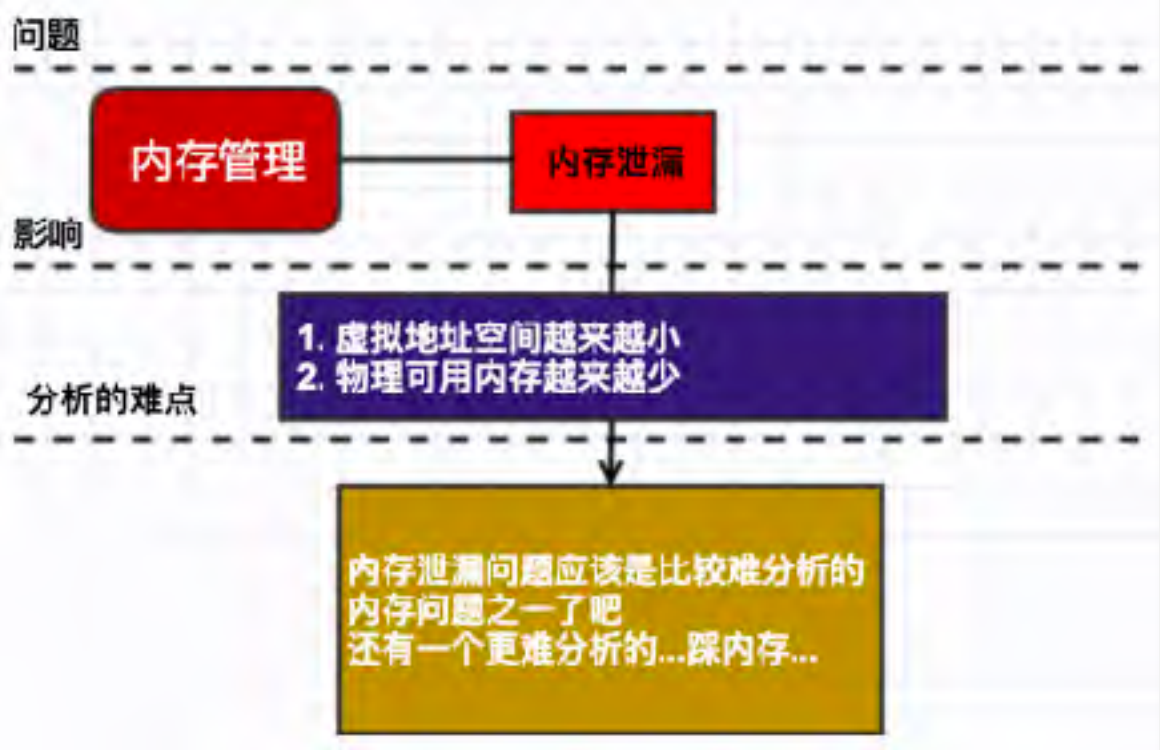 问题
内存管理
内存泄漏
影响
1. 虚拟地址空间越来越小
2. 物理可用内存越来越少
分析的难点
内存泄漏问题应该是比较难分析的
内存问题之一了吧
还有一个更难分析的...踩内存...